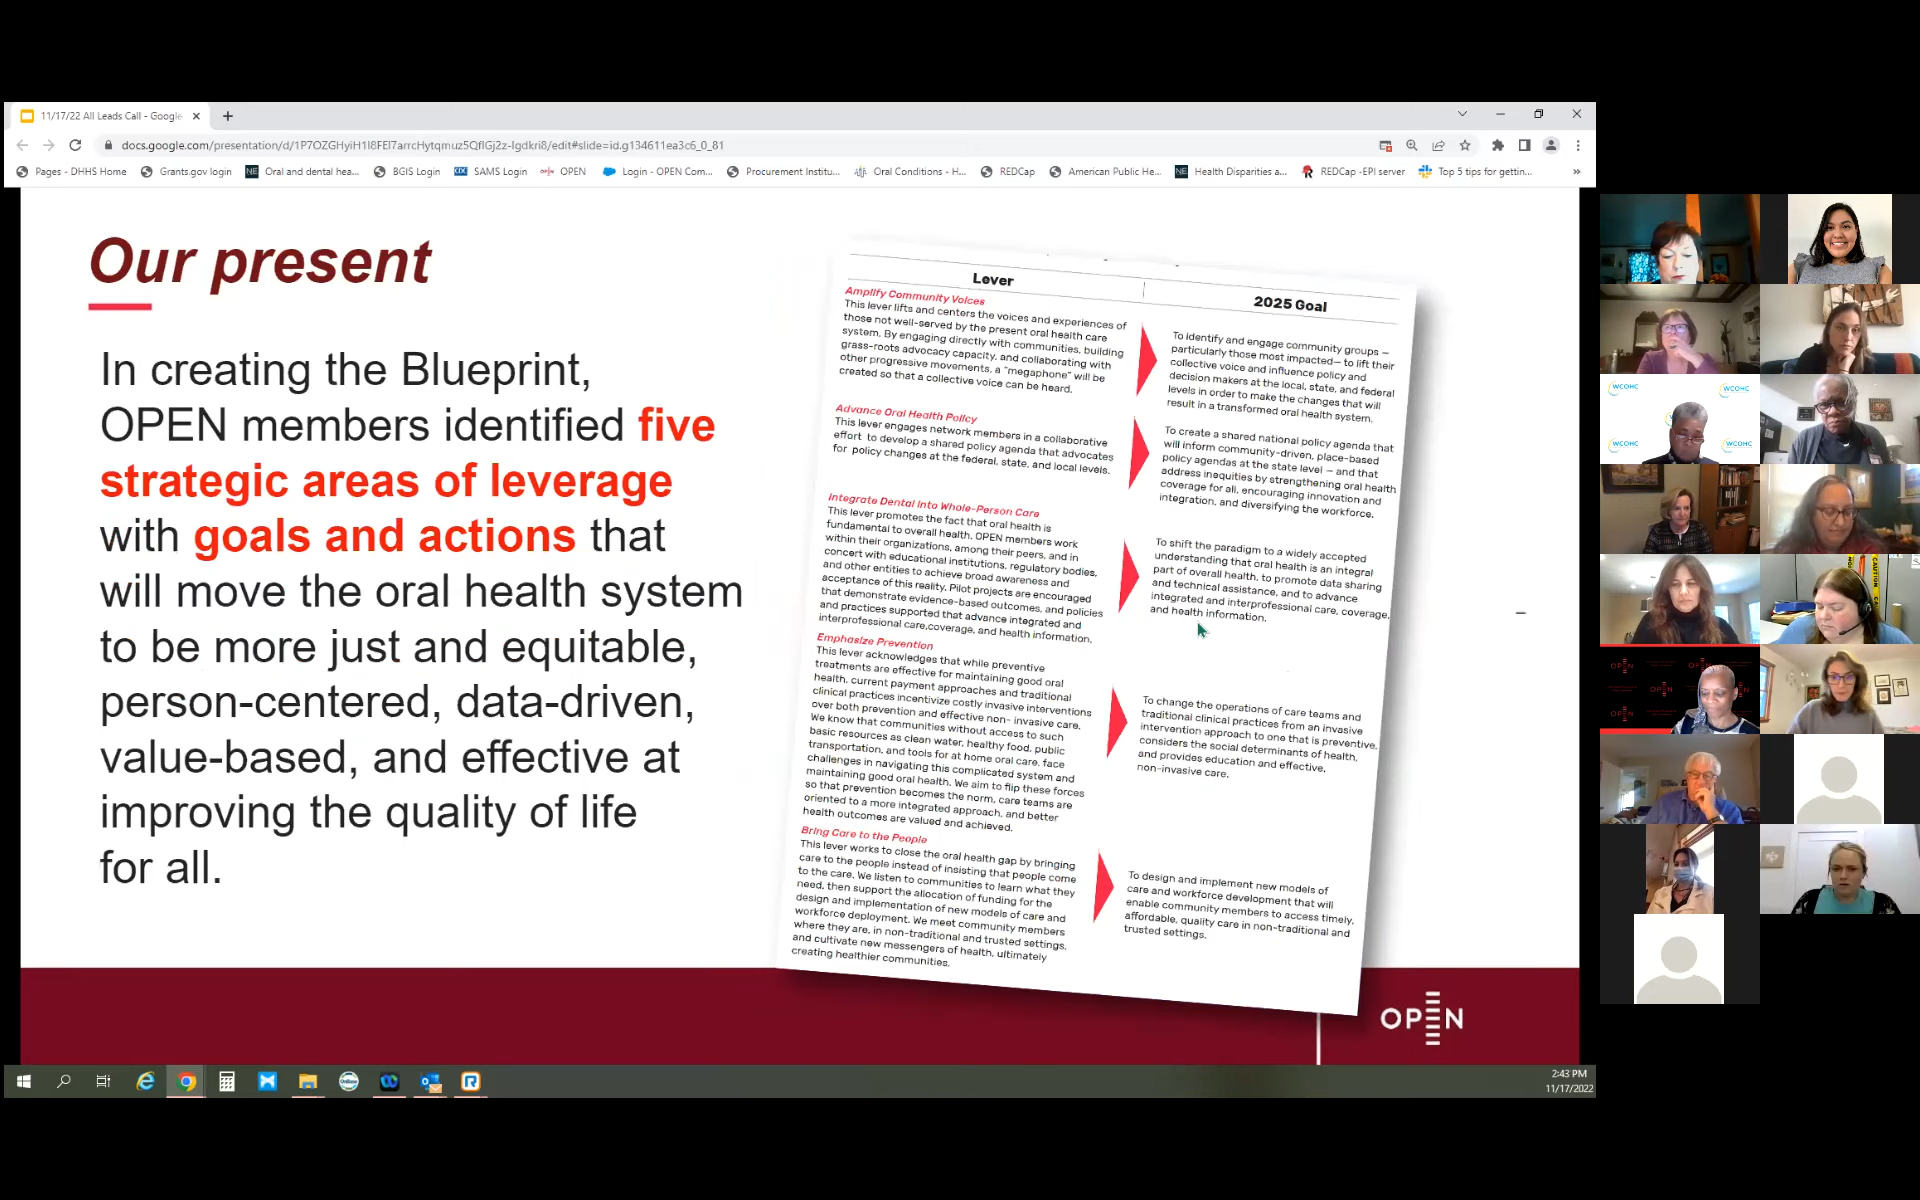 11/17/22 All Leads Call - Google
docs.google.com/presentation/d/1P7OZGHyiH1I8FEl7arrcHytqmuz5QflGj2z-Igdkri8/edit#slide=id.g134611ea3c6_0_81
Pages - DHHS Home
Grants.gov login
Oral and dental hea...
BGIS Login
SAMS Login
OPEN
Login - OPEN Com...
Procurement Institu...
Oral Conditions - H...
REDCap
American Public He...
Health Disparities a...
REDCap -EPI server
Top 5 tips for gettin...
Our present
In creating the Blueprint,
OPEN members identified five
strategic areas of leverage
with goals and actions that
will move the oral health system
to be more just and equitable,
person-centered, data-driven,
value-based, and effective at
improving the quality of life
for all.
Lever
2025 Goal
Amplify Community Voices
This lever lifts and centers the voices and experiences of
those not well-served by the present oral health care
system. By engaging directly with communities, building
grass-roots advocacy capacity, and collaborating with
other progressive movements, a "megaphone" will be
created so that a collective voice can be heard.
To identify and engage community groups —
particularly those most impacted— to lift their
collective voice and influence policy and
decision makers at the local, state, and federal
levels in order to make the changes that will
result in a transformed oral health system.
Advance Oral Health Policy
This lever engages network members in a collaborative
effort to develop a shared policy agenda that advocates
for policy changes at the federal, state, and local levels.
To create a shared national policy agenda that
will inform community-driven, place-based
policy agendas at the state level — and that
address inequities by strengthening oral health
coverage for all, encouraging innovation and
integration, and diversifying the workforce.
Integrate Dental Into Whole-Person Care
This lever promotes the fact that oral health is
fundamental to overall health. OPEN members work
within their organizations, among their peers, and in
concert with educational institutions, regulatory bodies,
and other entities to achieve broad awareness and
acceptance of this reality. Pilot projects are encouraged
that demonstrate evidence-based outcomes, and policies
and practices supported that advance integrated and
interprofessional care,coverage, and health information.
To shift the paradigm to a widely accepted
understanding that oral health is an integral
part of overall health, to promote data sharing
and technical assistance, and to advance
integrated and interprofessional care, coverage,
and health information.
Emphasize Prevention
This lever acknowledges that while preventive
treatments are effective for maintaining good oral
health, current payment approaches and traditional
clinical practices incentivize costly invasive interventions
over both prevention and effective non- invasive care.
We know that communities without access to such
basic resources as clean water, healthy food, public
transportation, and tools for at home oral care, face
challenges in navigating this complicated system and
maintaining good oral health. We aim to flip these forces
so that prevention becomes the norm, care teams are
oriented to a more integrated approach, and better
health outcomes are valued and achieved.
To change the operations of care teams and
traditional clinical practices from an invasive
intervention approach to one that is preventive,
considers the social determinants of health,
and provides education and effective,
non-invasive care.
Bring Care to the People
This lever works to close the oral health gap by bringing
care to the people instead of insisting that people come
to the care. We listen to communities to learn what they
need, then support the allocation of funding for the
design and implementation of new models of care and
workforce deployment. We meet community members
where they are, in non-traditional and trusted settings,
and cultivate new messengers of health, ultimately
creating healthier communities.
To design and implement new models of
care and workforce development that will
enable community members to access timely,
affordable, quality care in non-traditional and
trusted settings.
OPEN
2:43 PM
11/17/2022
WCOHC
WCOHC
WCOHC
WCOHC
CAUTION
OPEN
OPEN